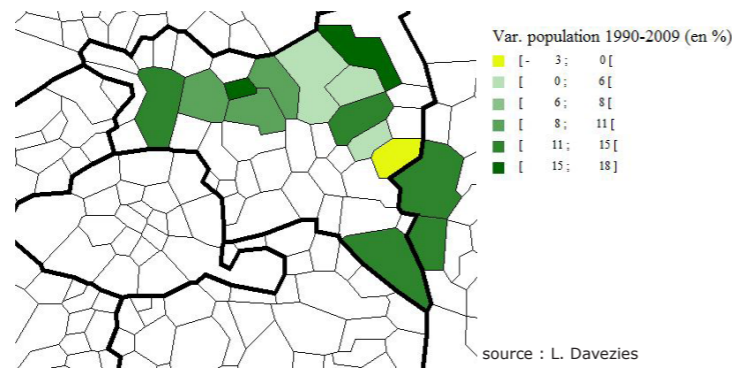 Var. population 1990-2009 (en %)
[ - 3 ; 0 [
[ 0 ; 6 [
[ 6 ; 8 [
[ 8 ; 11 [
[ 11 ; 15 [
[ 15 ; 18 ]
source : L. Davezies